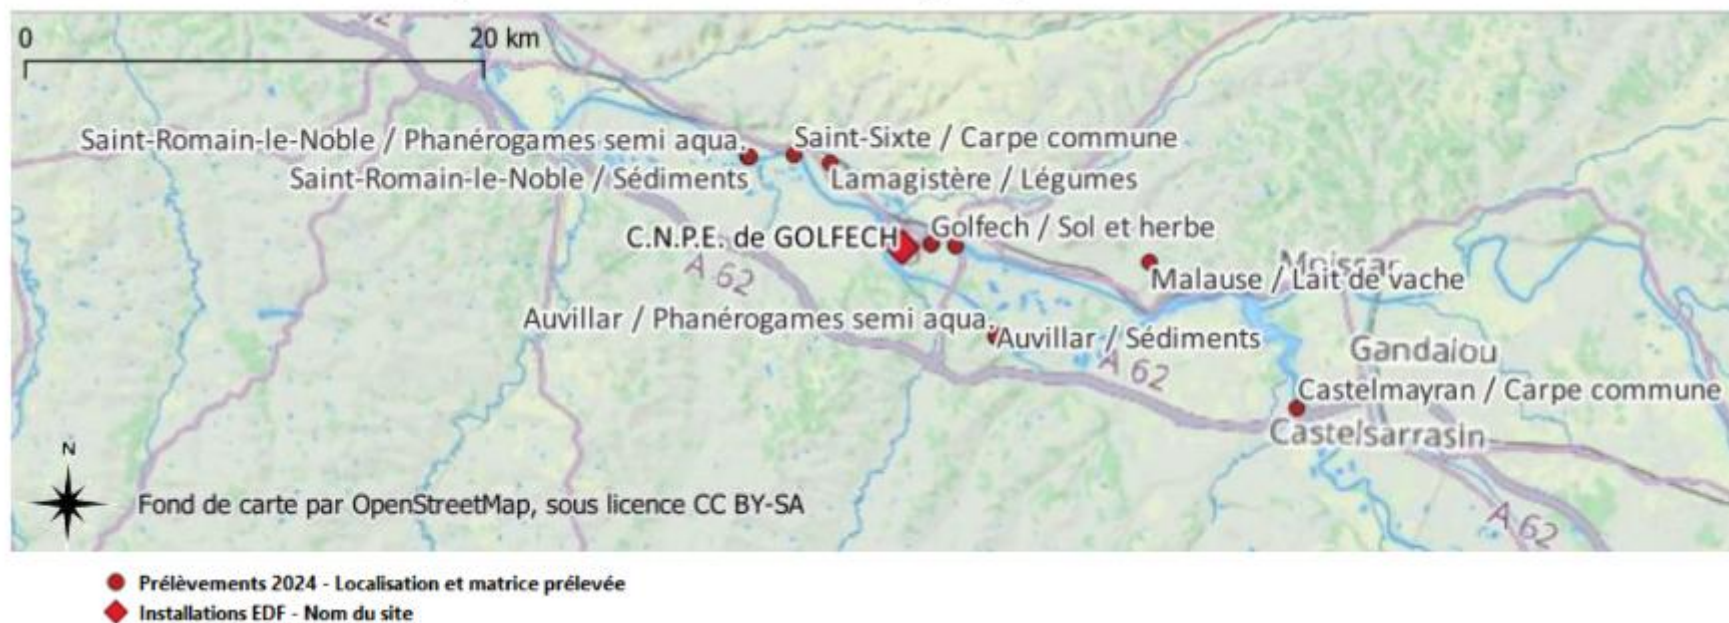 0 20 km
Saint-Romain-le-Noble / Phanérogames semi aqua.
Saint-Sixte / Carpe commune
Saint-Romain-le-Noble / Sédiments
Lamagistère / Légumes
C.N.P.E. de GOLFECH
Golfech / Sol et herbe
A 62
Malause / Lait de vache
Auvillar / Phanérogames semi aqua.
Auvillar / Sédiments
A 62
Gandalou
Castelmayran / Carpe commune
Castelsarrasin
N
Fond de carte par OpenStreetMap, sous licence CC BY-SA
A 62
Prélèvements 2024 - Localisation et matrice prélevée
Installations EDF - Nom du site